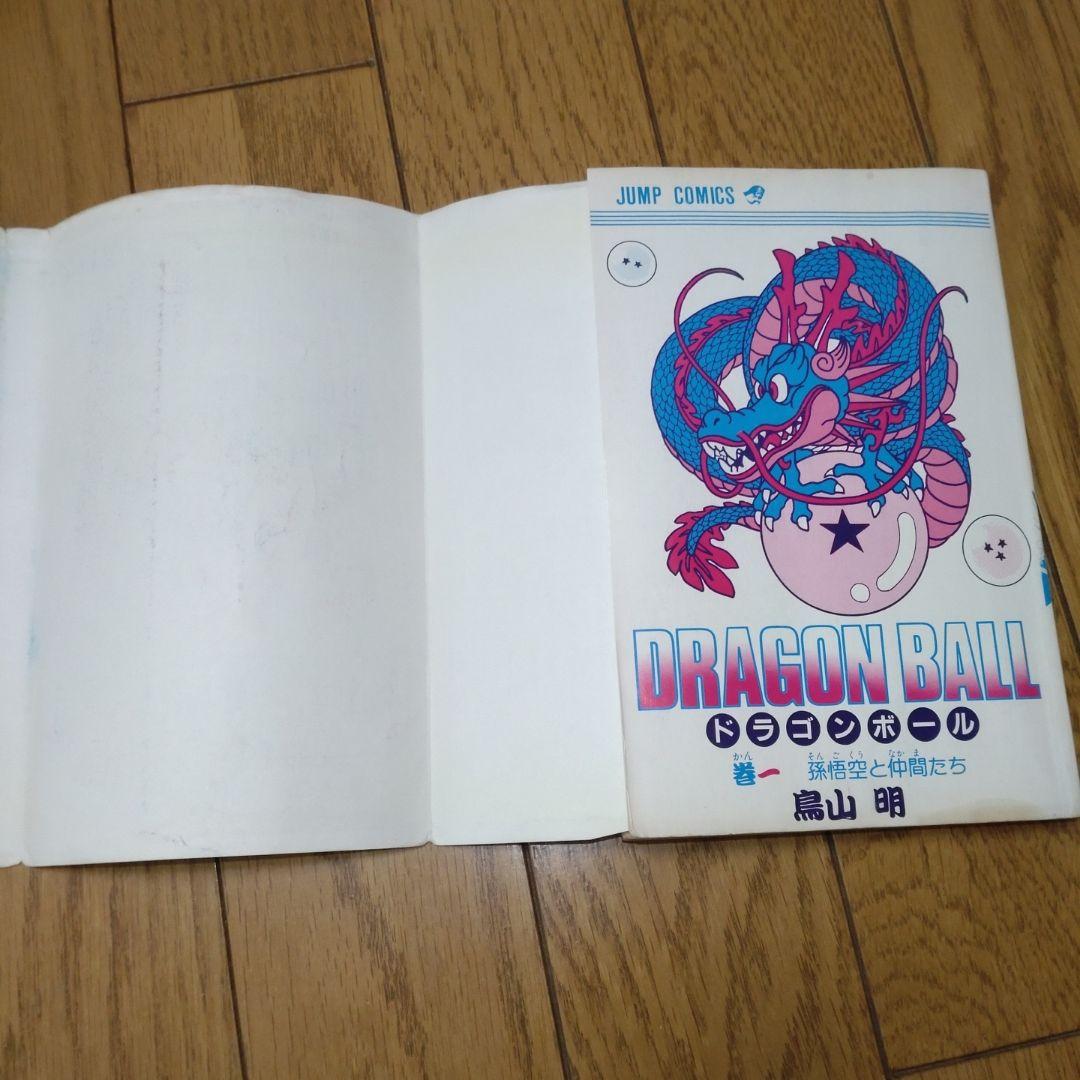 JUMP COMICS
DRAGON BALL
ドラゴンボール
かん そんごくう なかま
巻一 孫悟空と仲間たち
鳥山 明